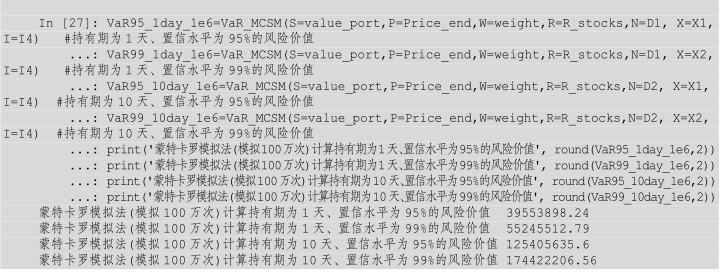 In [27]: VaR95_1day_1e6=VaR_MCSM(S=value_port,P=Price_end,W=weight,R=R_stocks,N=D1, X=X1,
I=I4)   #持有期为 1 天、置信水平为 95%的风险价值
...: VaR99_1day_1e6=VaR_MCSM(S=value_port,P=Price_end,W=weight,R=R_stocks,N=D1, X=X2,
I=I4)   #持有期为 1 天、置信水平为 99%的风险价值
...: VaR95_10day_1e6=VaR_MCSM(S=value_port,P=Price_end,W=weight,R=R_stocks,N=D2, X=X1,
I=I4)  #持有期为 10 天、置信水平为 95%的风险价值
...: VaR99_10day_1e6=VaR_MCSM(S=value_port,P=Price_end,W=weight,R=R_stocks,N=D2, X=X2,
I=I4)  #持有期为 10 天、置信水平为 99%的风险价值
...: print('蒙特卡罗模拟法(模拟100万次)计算持有期为1天、置信水平为95%的风险价值', round(VaR95_1day_1e6,2))
...: print('蒙特卡罗模拟法(模拟100万次)计算持有期为1天、置信水平为99%的风险价值', round(VaR99_1day_1e6,2))
...: print('蒙特卡罗模拟法(模拟100万次)计算持有期为10天、置信水平为95%的风险价值', round(VaR95_10day_1e6,2))
...: print('蒙特卡罗模拟法(模拟100万次)计算持有期为10天、置信水平为99%的风险价值', round(VaR99_10day_1e6,2))
蒙特卡罗模拟法(模拟 100 万次)计算持有期为 1 天、置信水平为 95%的风险价值  39553898.24
蒙特卡罗模拟法(模拟 100 万次)计算持有期为 1 天、置信水平为 99%的风险价值  55245512.79
蒙特卡罗模拟法(模拟 100 万次)计算持有期为 10 天、置信水平为 95%的风险价值  125405635.6
蒙特卡罗模拟法(模拟 100 万次)计算持有期为 10 天、置信水平为 99%的风险价值  174422206.56